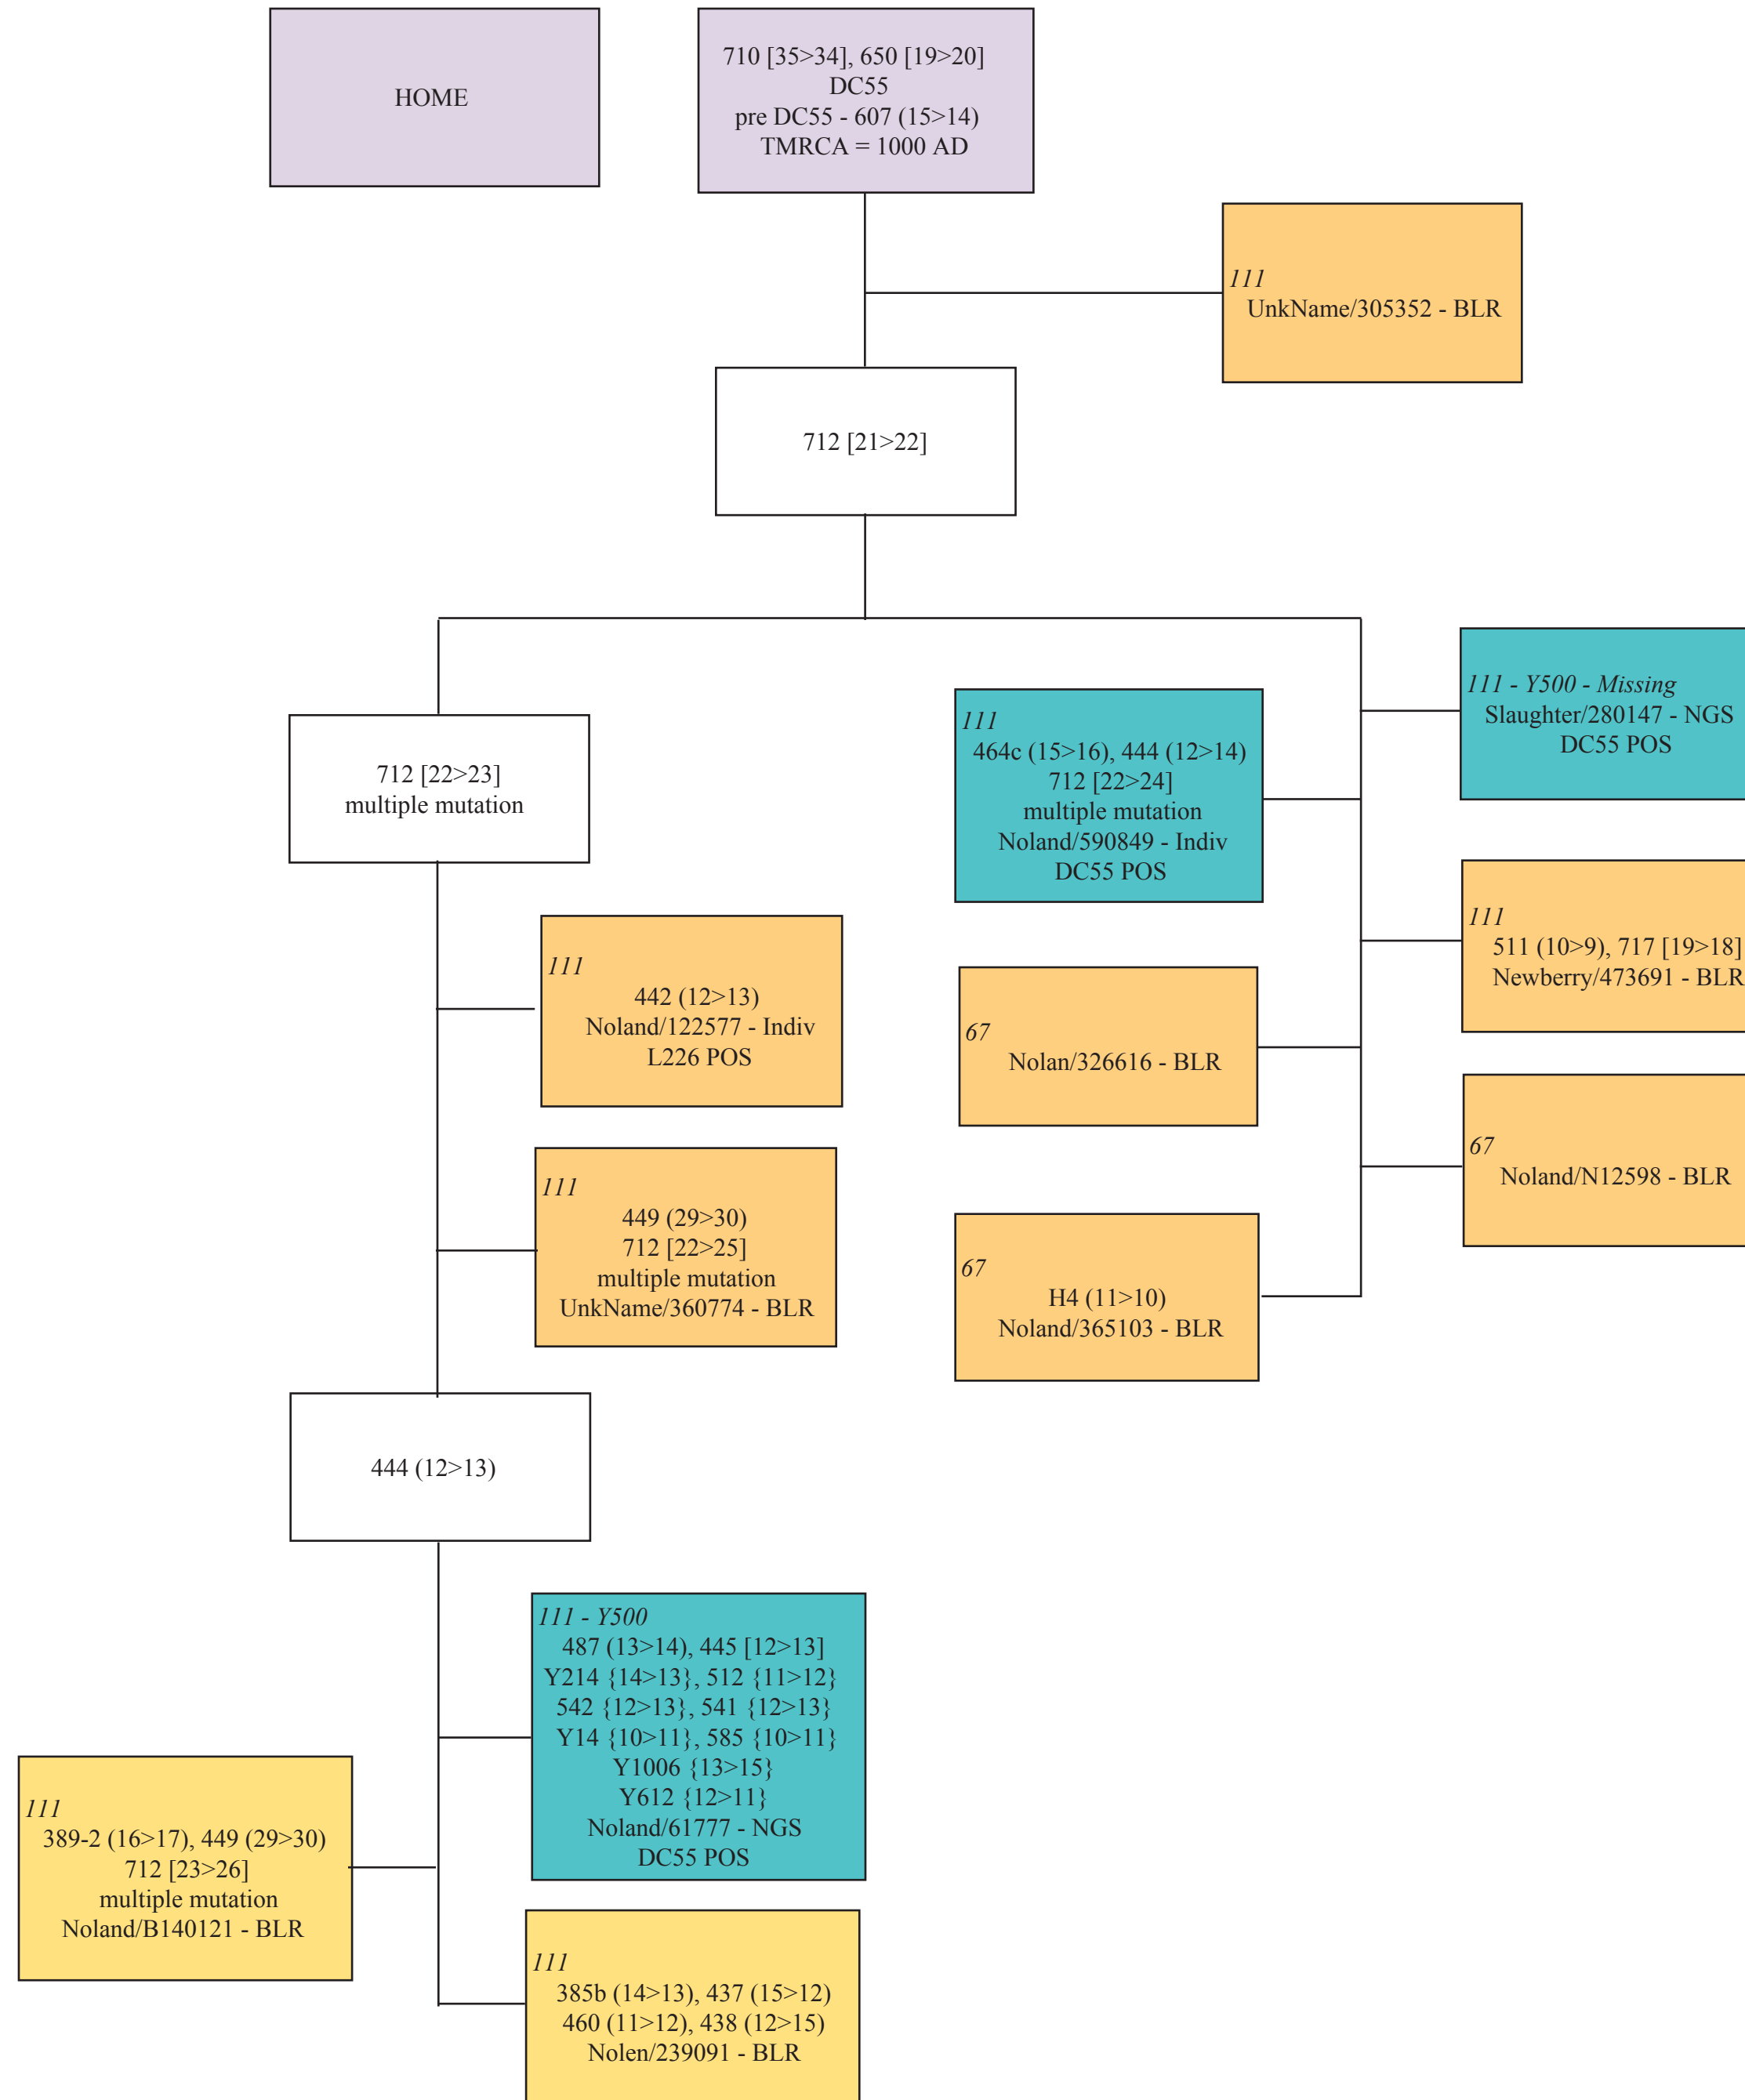 HOME
710 [35>34], 650 [19>20]
DC55
pre DC55 - 607 (15>14)
TMRCA = 1000 AD
111
UnkName/305352 - BLR
712 [21>22]
712 [22>23]
multiple mutation
111
464c (15>16), 444 (12>14)
712 [22>24]
multiple mutation
Noland/590849 - Indiv
DC55 POS
111 - Y500 - Missing
Slaughter/280147 - NGS
DC55 POS
111
442 (12>13)
Noland/122577 - Indiv
L226 POS
67
Nolan/326616 - BLR
111
511 (10>9), 717 [19>18]
Newberry/473691 - BLR
111
449 (29>30)
712 [22>25]
multiple mutation
UnkName/360774 - BLR
67
H4 (11>10)
Noland/365103 - BLR
67
Noland/N12598 - BLR
444 (12>13)
111 - Y500
487 (13>14), 445 [12>13]
Y214 {14>13}, 512 {11>12}
542 {12>13}, 541 {12>13}
Y14 {10>11}, 585 {10>11}
Y1006 {13>15}
Y612 {12>11}
Noland/61777 - NGS
DC55 POS
111
389-2 (16>17), 449 (29>30)
712 [23>26]
multiple mutation
Noland/B140121 - BLR
111
385b (14>13), 437 (15>12)
460 (11>12), 438 (12>15)
Nolen/239091 - BLR